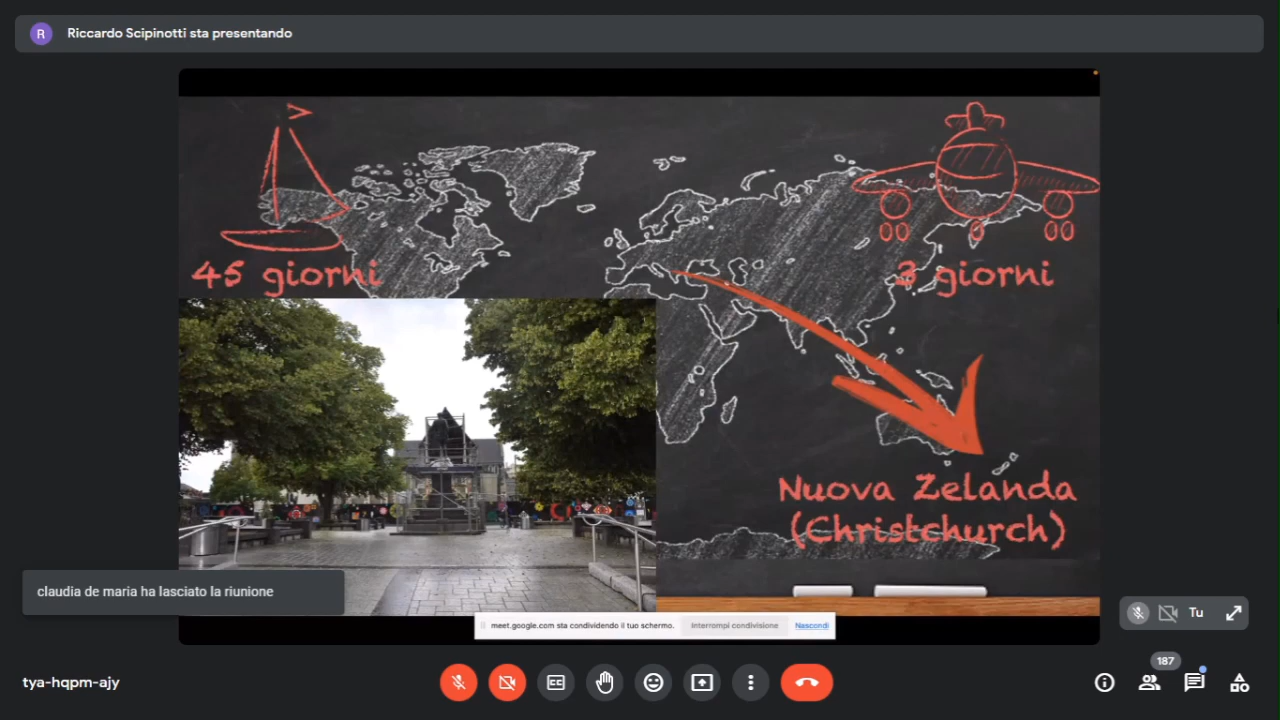 R Riccardo Scipinotti sta presentando
45 giorni
3 giorni
Nuova Zelanda
(Christchurch)
claudia de maria ha lasciato la riunione
meet.google.com sta condividendo il tuo schermo. Interrompi condivisione Nascondi
Tu
187
tya-hqpm-ajy
CC